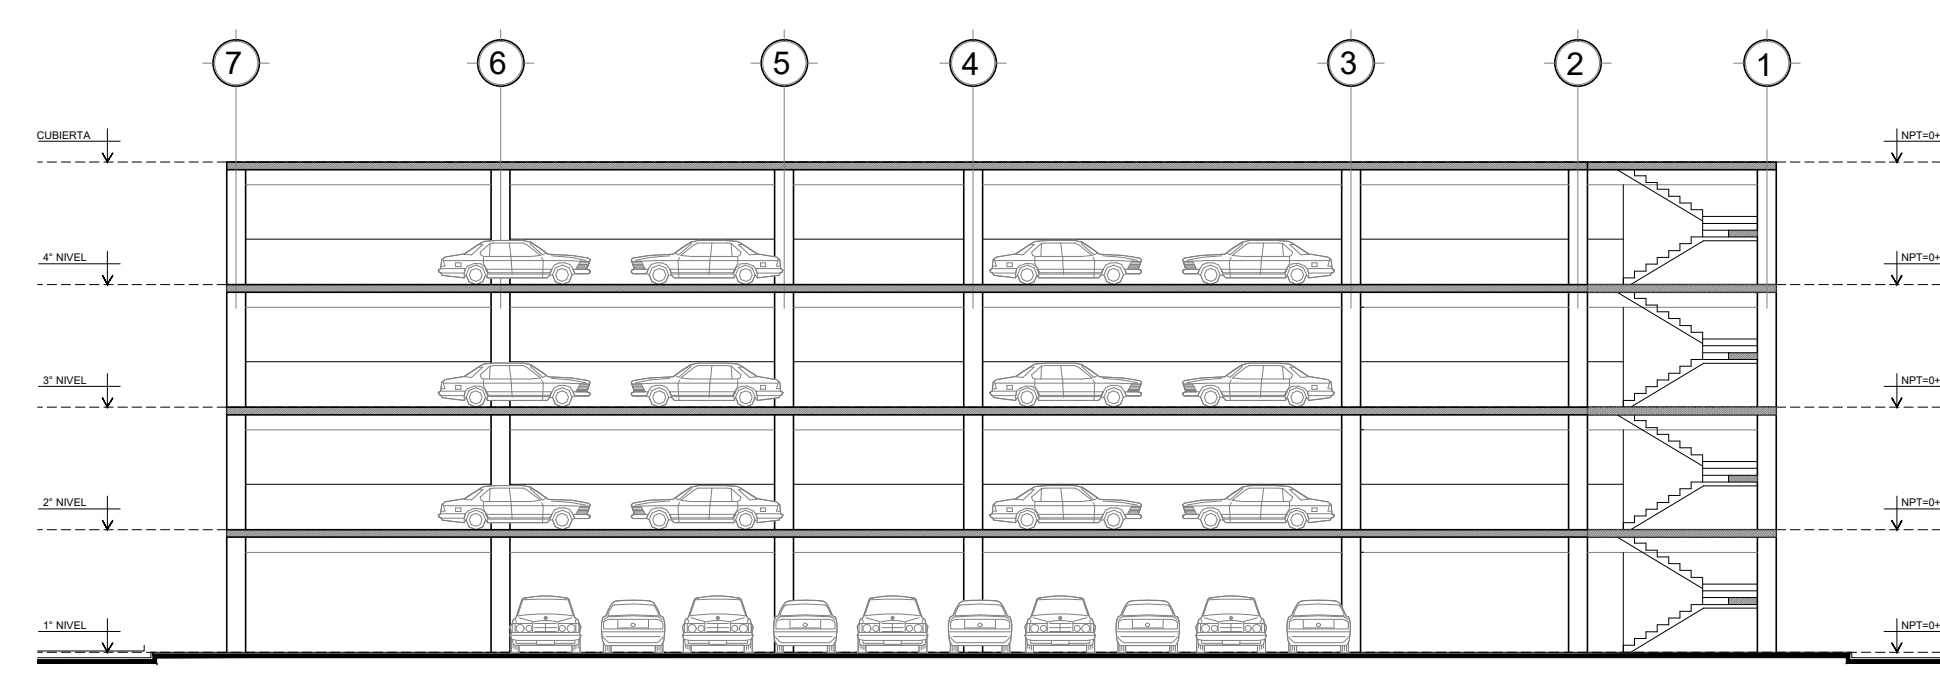 7 6 5 4 3 2 1
CUBIERTA NPT=0+
4° NIVEL NPT=0+
3° NIVEL NPT=0+
2° NIVEL NPT=0+
1° NIVEL NPT=0+